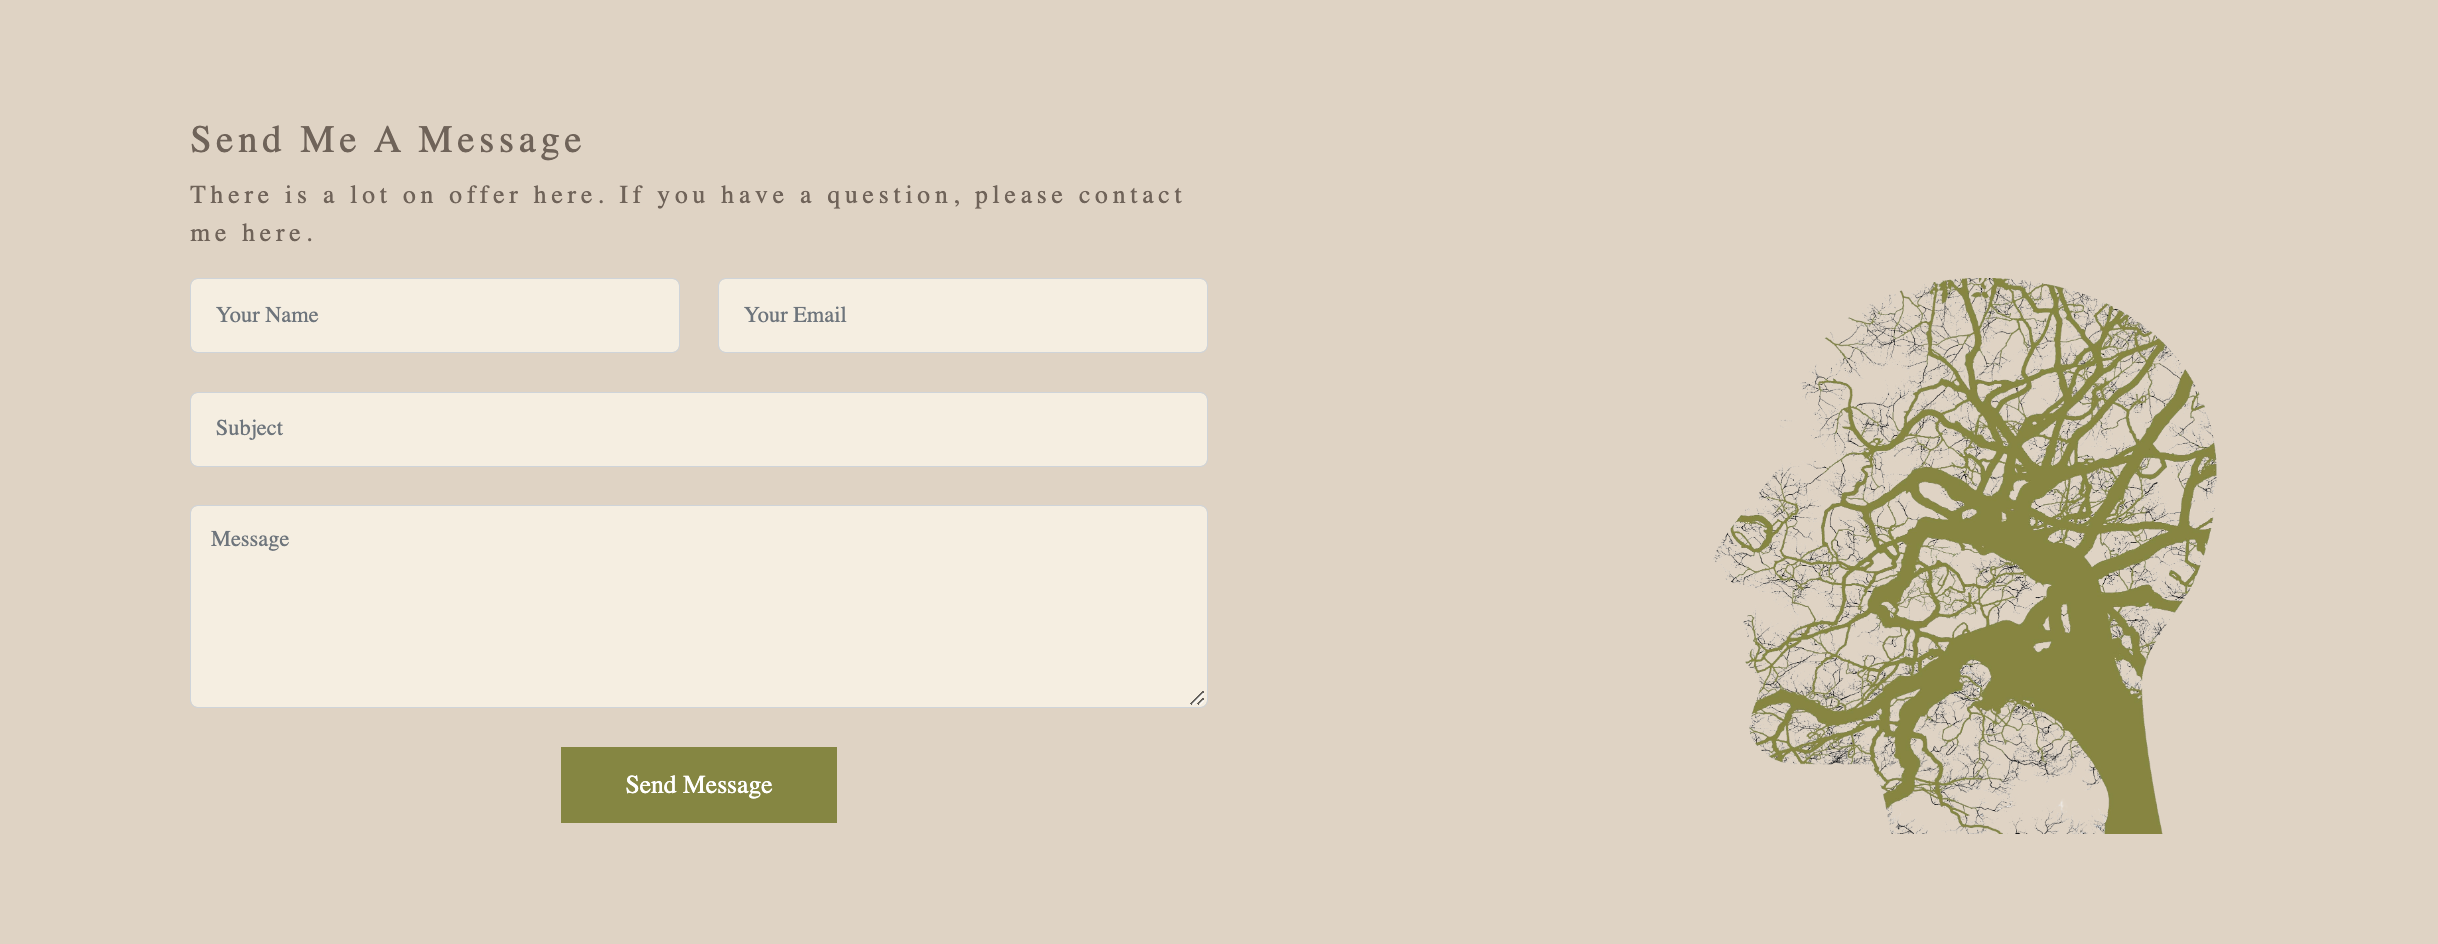 Send Me A Message
There is a lot on offer here. If you have a question, please contact
me here.
Your Name
Your Email
Subject
Message
Send Message